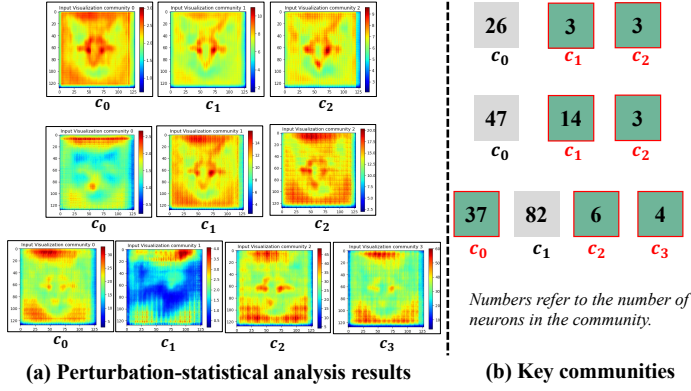 Input Visualization community 0
Input Visualization community 1
Input Visualization community 2
c0
c1
c2
26
3
3
c0
c1
c2
Input Visualization community 0
Input Visualization community 1
Input Visualization community 2
c0
c1
c2
47
14
3
c0
c1
c2
Input Visualization community 0
Input Visualization community 1
Input Visualization community 2
Input Visualization community 3
c0
c1
c2
c3
37
82
6
4
c0
c1
c2
c3
Numbers refer to the number of
neurons in the community.
(a) Perturbation-statistical analysis results
(b) Key communities